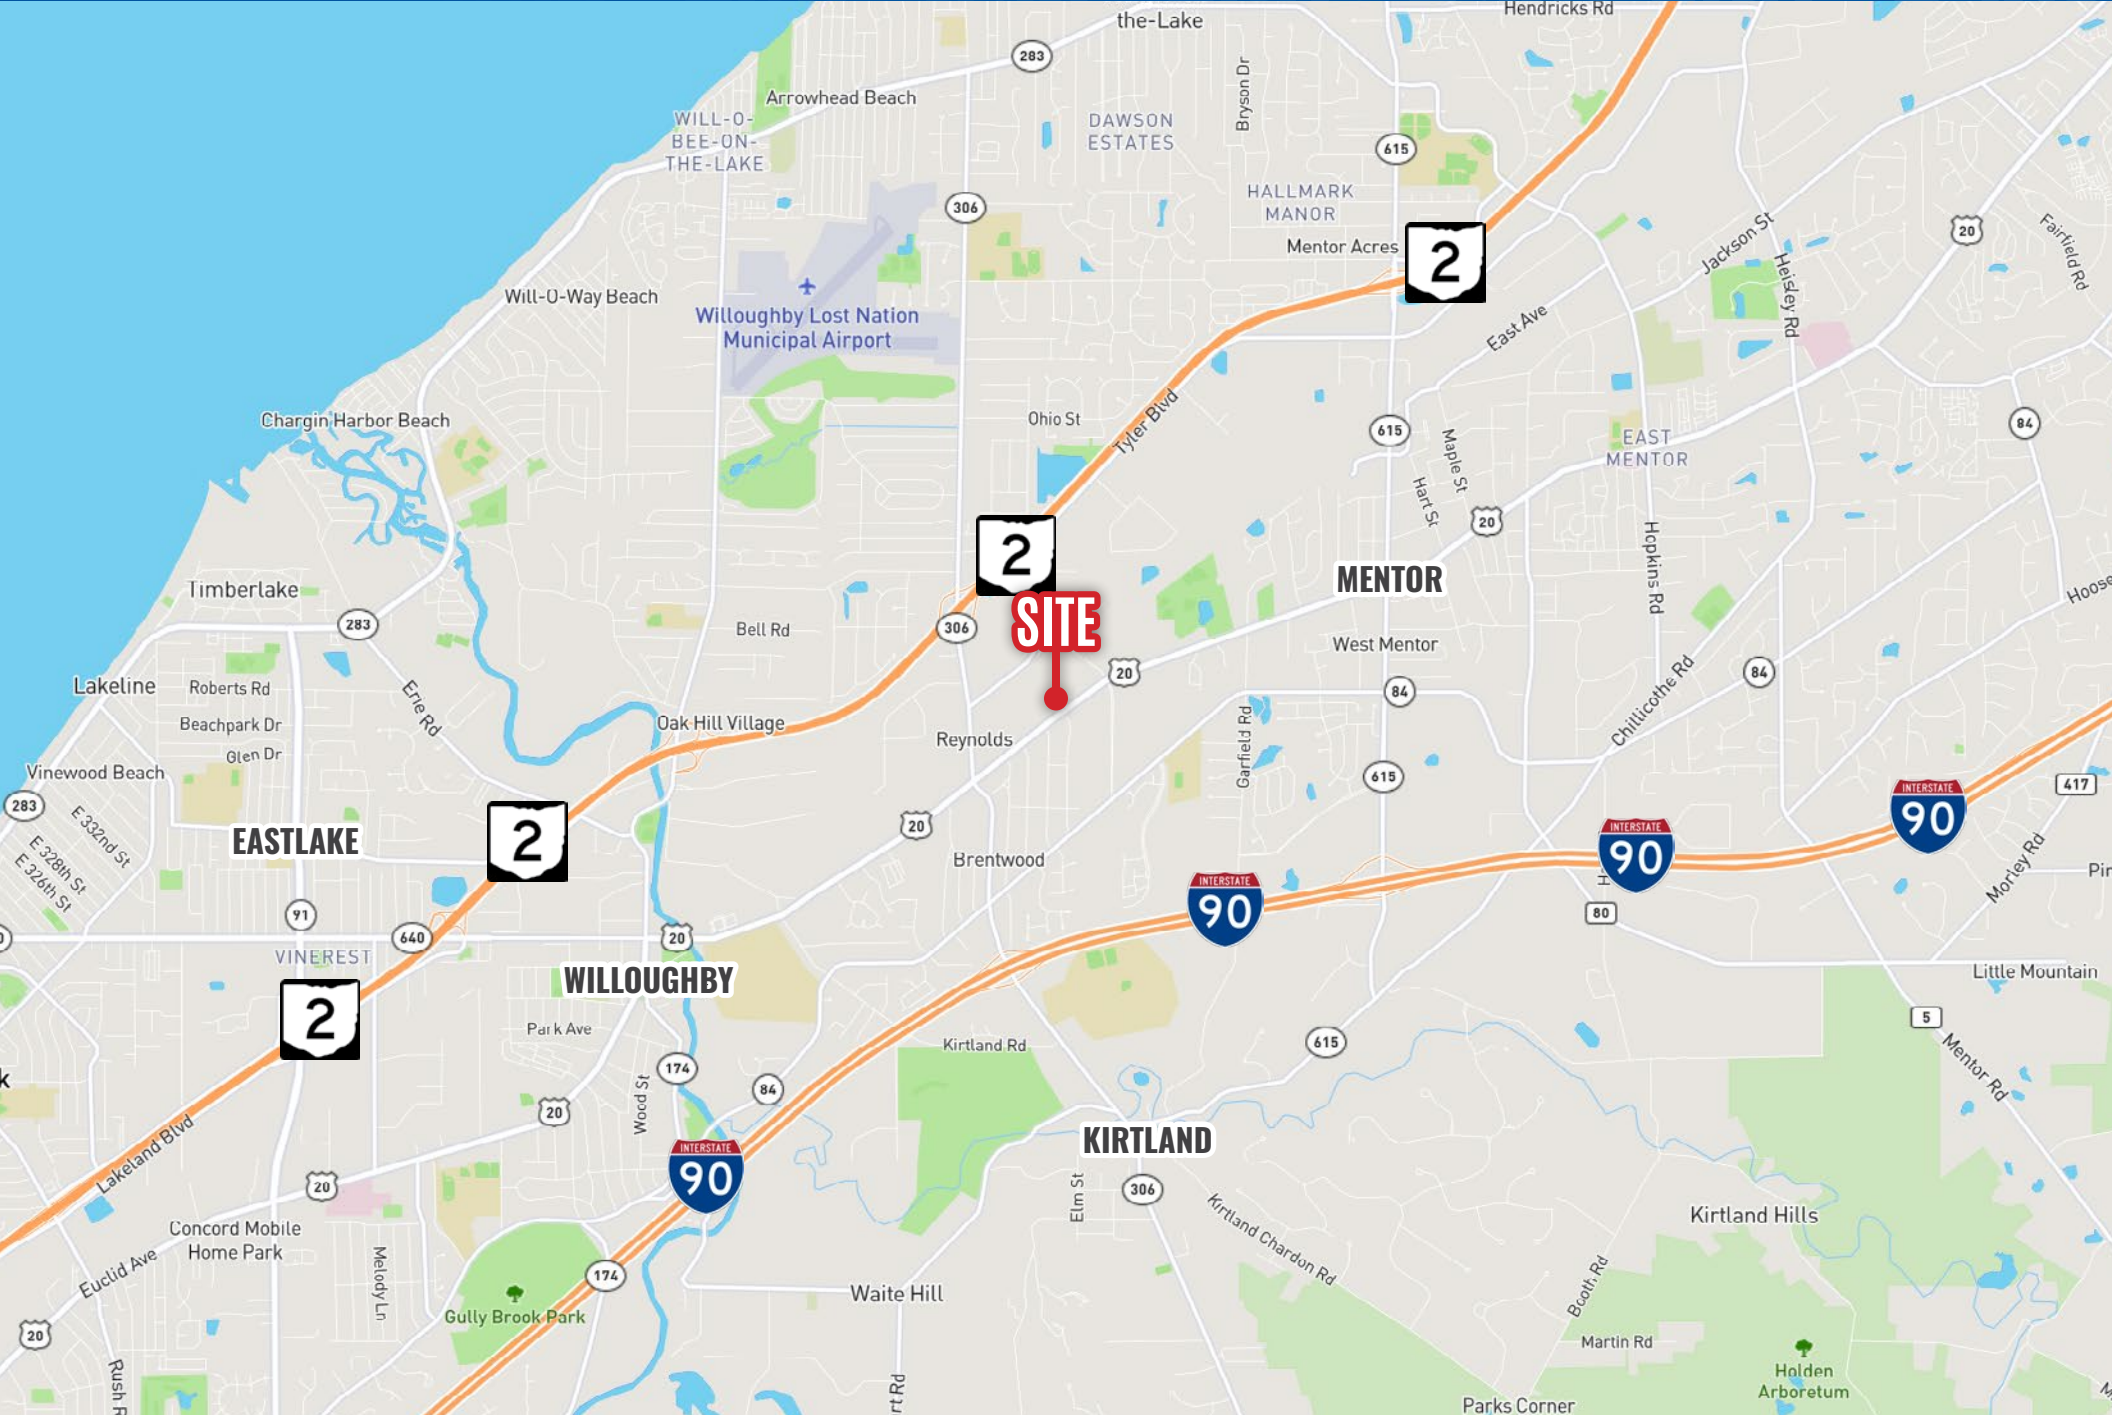 the-Lake
Hendricks Rd
283
Arrowhead Beach
Bryson Dr
WILL-O-
BEE-ON-
THE-LAKE
DAWSON
ESTATES
615
306
HALLMARK
MANOR
Mentor Acres
2
Jackson St
20
Fairfield Rd
Heisley Rd
Will-O-Way Beach
Willoughby Lost Nation
Municipal Airport
East Ave
Chargin Harbor Beach
Ohio St
Tyler Blvd
615
Maple St
EAST
MENTOR
84
Hart St
20
2
Hopkins Rd
MENTOR
Timberlake
283
Bell Rd
306
SITE
West Mentor
20
84
84
Lakeline
Roberts Rd
Erie Rd
Beachpark Dr
Glen Dr
Oak Hill Village
Reynolds
Garfield Rd
Chillicothe Rd
Vinewood Beach
283
E 332nd St
E 328th St
E 326th St
EASTLAKE
2
20
615
417
INTERSTATE
90
INTERSTATE
90
INTERSTATE
90
Brentwood
Morley Rd
91
640
VINEREST
20
80
WILLOUGHBY
Little Mountain
2
Park Ave
Kirtland Rd
615
5
Mentor Rd
174
84
Wood St
20
Lakeland Blvd
INTERSTATE
90
KIRTLAND
20
Elm St
306
Kirtland Chardon Rd
Kirtland Hills
Concord Mobile
Home Park
Euclid Ave
Melody Ln
174
Waite Hill
Booth Rd
Gully Brook Park
20
Martin Rd
Rush R
Holden
Arboretum
rt Rd
Parks Corner